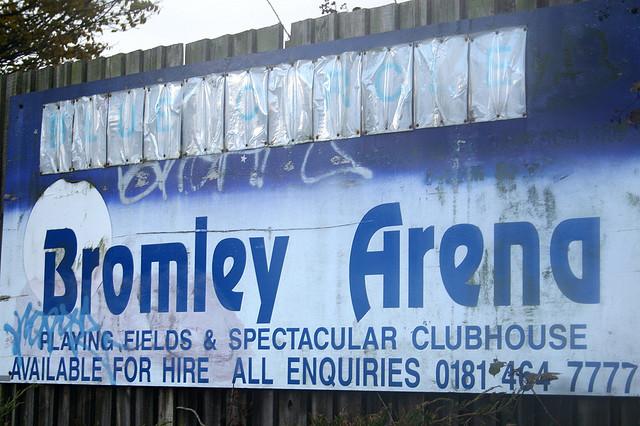 Bromley Arena
PLAYING FIELDS & SPECTACULAR CLUBHOUSE
AVAILABLE FOR HIRE ALL ENQUIRIES 0181 464 7777